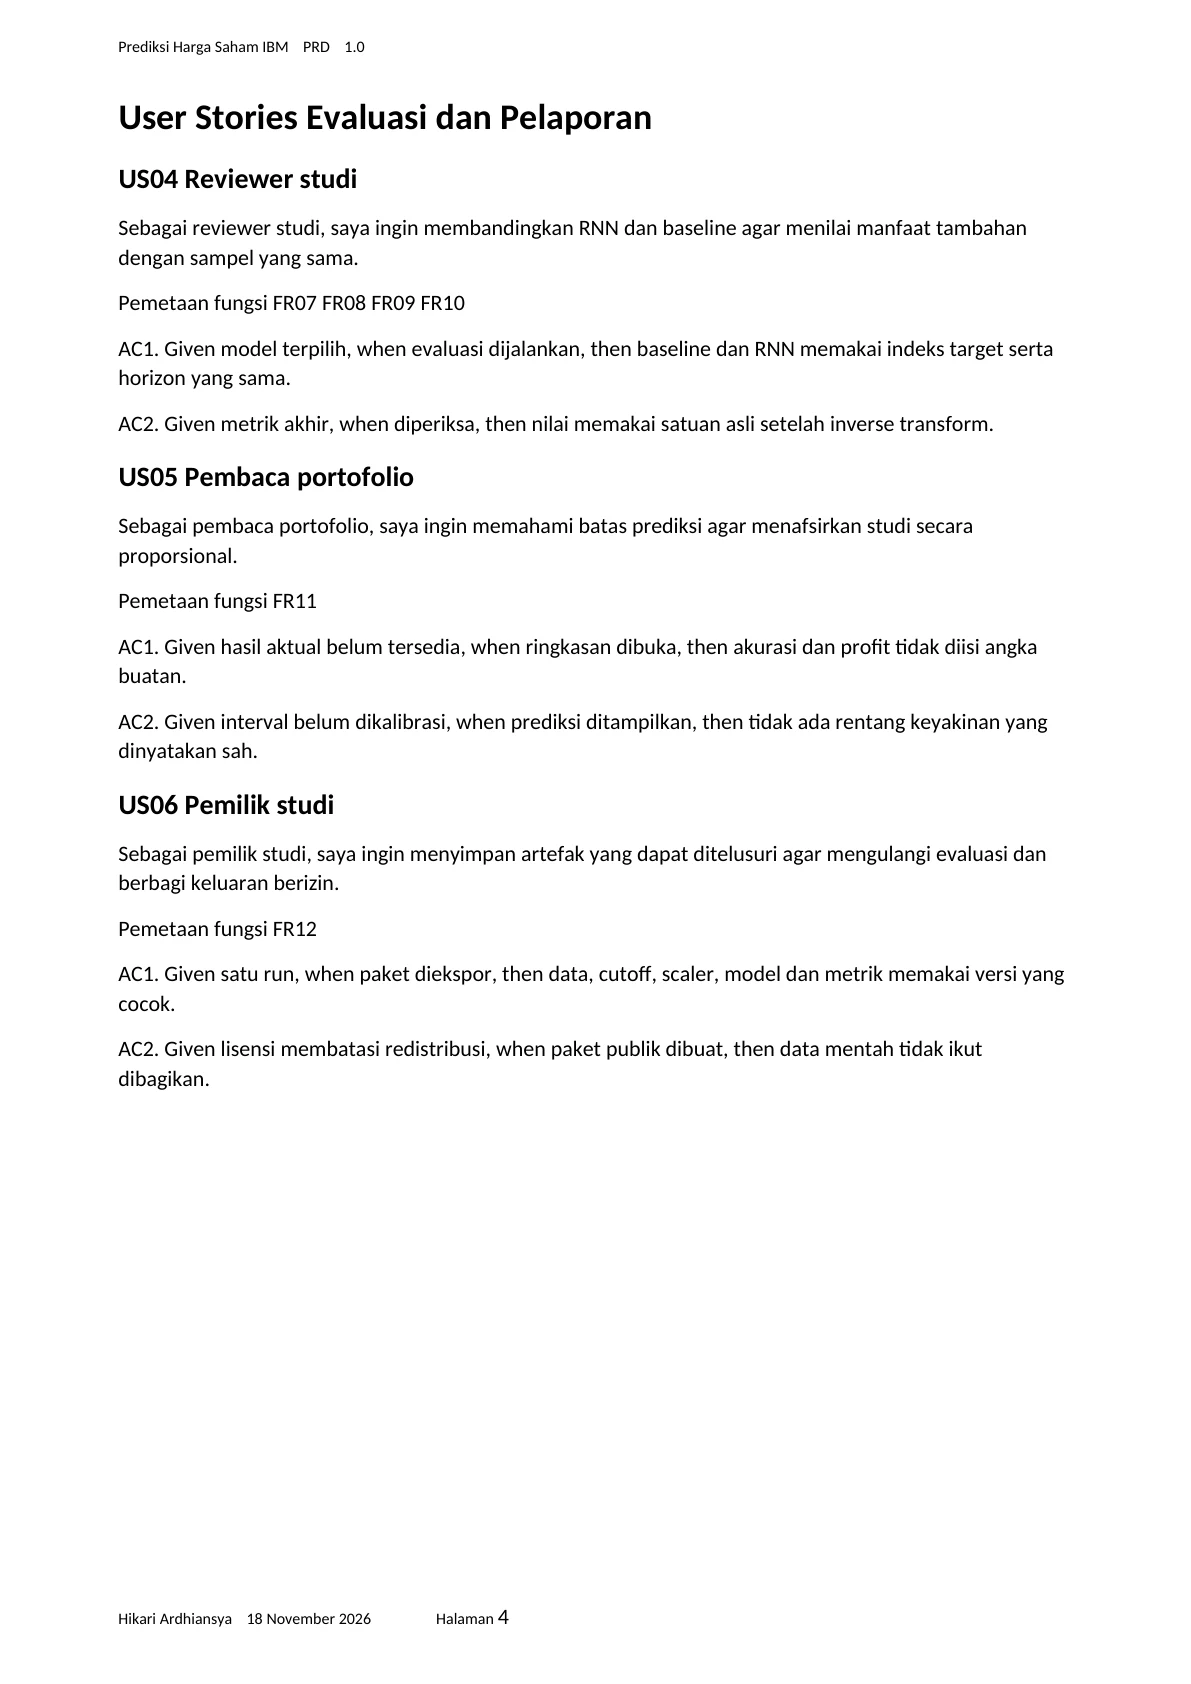 Prediksi Harga Saham IBM PRD 1.0
User Stories Evaluasi dan Pelaporan
US04 Reviewer studi
Sebagai reviewer studi, saya ingin membandingkan RNN dan baseline agar menilai manfaat tambahan
dengan sampel yang sama.
Pemetaan fungsi FR07 FR08 FR09 FR10
AC1. Given model terpilih, when evaluasi dijalankan, then baseline dan RNN memakai indeks target serta
horizon yang sama.
AC2. Given metrik akhir, when diperiksa, then nilai memakai satuan asli setelah inverse transform.
US05 Pembaca portofolio
Sebagai pembaca portofolio, saya ingin memahami batas prediksi agar menafsirkan studi secara
proporsional.
Pemetaan fungsi FR11
AC1. Given hasil aktual belum tersedia, when ringkasan dibuka, then akurasi dan profit tidak diisi angka
buatan.
AC2. Given interval belum dikalibrasi, when prediksi ditampilkan, then tidak ada rentang keyakinan yang
dinyatakan sah.
US06 Pemilik studi
Sebagai pemilik studi, saya ingin menyimpan artefak yang dapat ditelusuri agar mengulangi evaluasi dan
berbagi keluaran berizin.
Pemetaan fungsi FR12
AC1. Given satu run, when paket diekspor, then data, cutoff, scaler, model dan metrik memakai versi yang
cocok.
AC2. Given lisensi membatasi redistribusi, when paket publik dibuat, then data mentah tidak ikut
dibagikan.
Hikari Ardhiansya 18 November 2026 Halaman 4